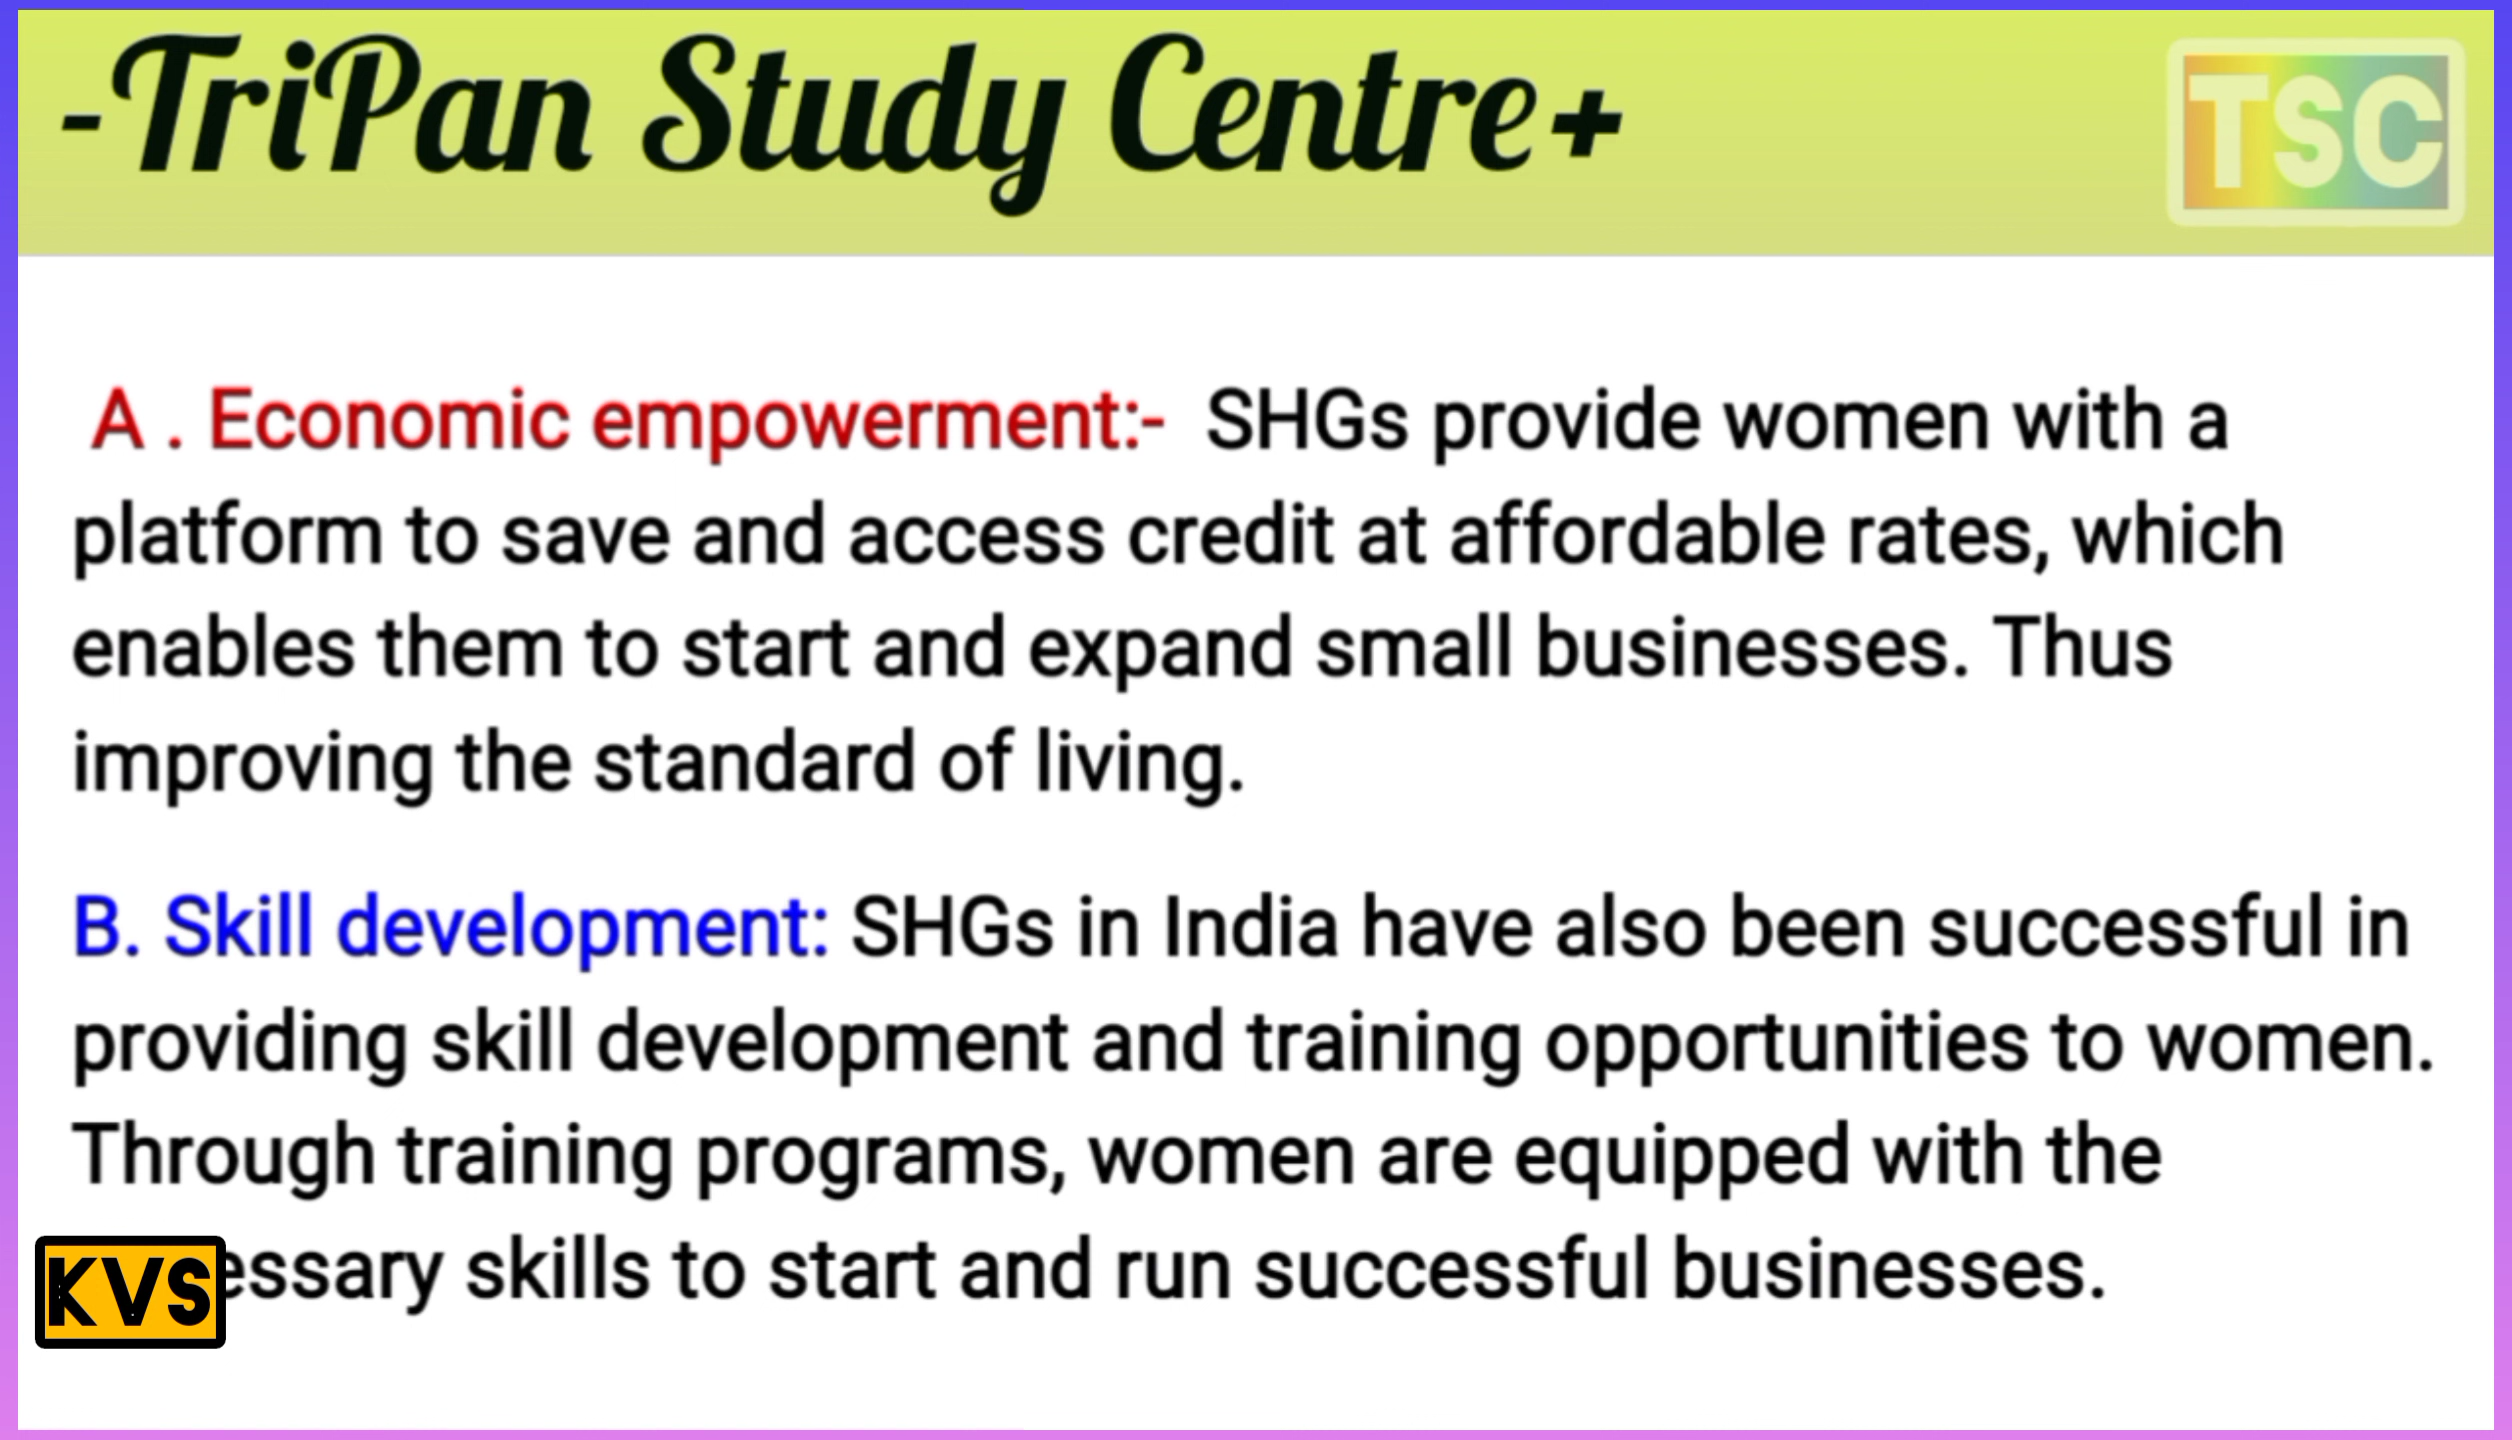 -TriPan Study Centre+
TSC
A . Economic empowerment:- SHGs provide women with a
platform to save and access credit at affordable rates, which
enables them to start and expand small businesses. Thus
improving the standard of living.
B. Skill development: SHGs in India have also been successful in
providing skill development and training opportunities to women.
Through training programs, women are equipped with the
skills to start and run successful businesses.
KVS